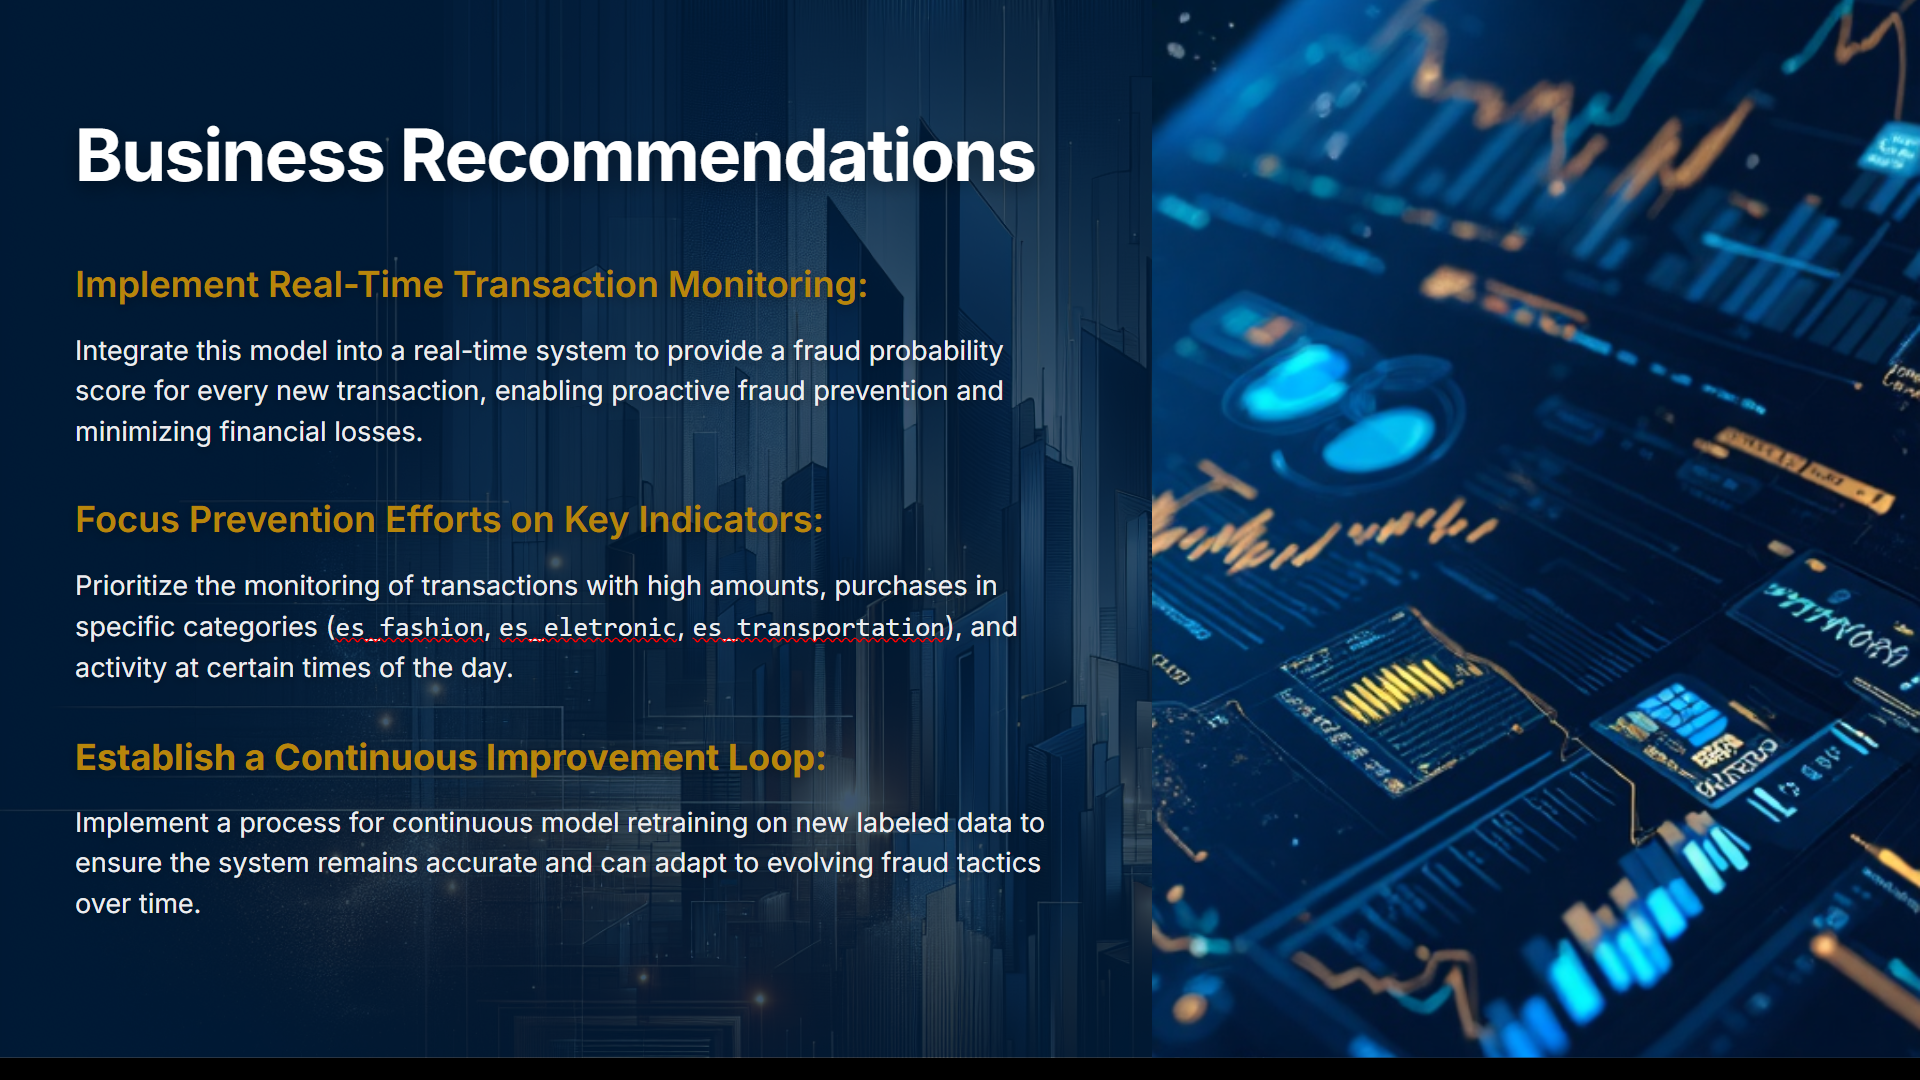 Business Recommendations
Implement Real-Time Transaction Monitoring:
Integrate this model into a real-time system to provide a fraud probability
score for every new transaction, enabling proactive fraud prevention and
minimizing financial losses.
Focus Prevention Efforts on Key Indicators:
Prioritize the monitoring of transactions with high amounts, purchases in
specific categories (es_fashion, es_eletronic, es_transportation), and
activity at certain times of the day.
Establish a Continuous Improvement Loop:
Implement a process for continuous model retraining on new labeled data to
ensure the system remains accurate and can adapt to evolving fraud tactics
over time.